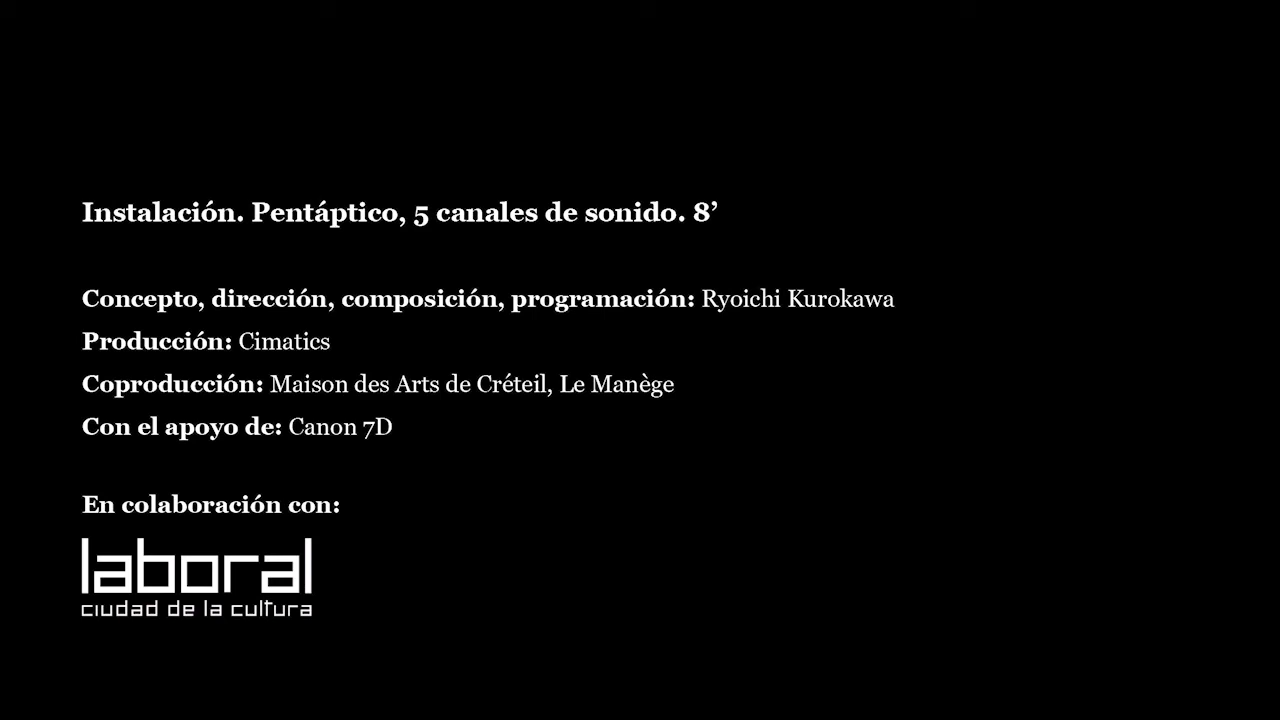 Instalación. Pentáptico, 5 canales de sonido. 8’
Concepto, dirección, composición, programación: Ryoichi Kurokawa
Producción: Cimatics
Coproducción: Maison des Arts de Créteil, Le Manège
Con el apoyo de: Canon 7D
En colaboración con:
laboral
ciudad de la cultura